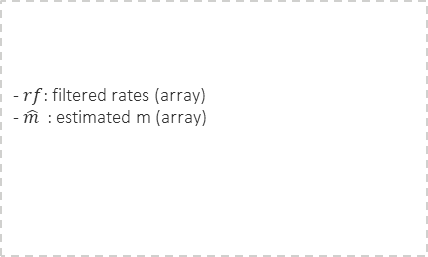 - 𝑟𝑓: filtered rates (array)
- 𝑚̂ : estimated m (array)